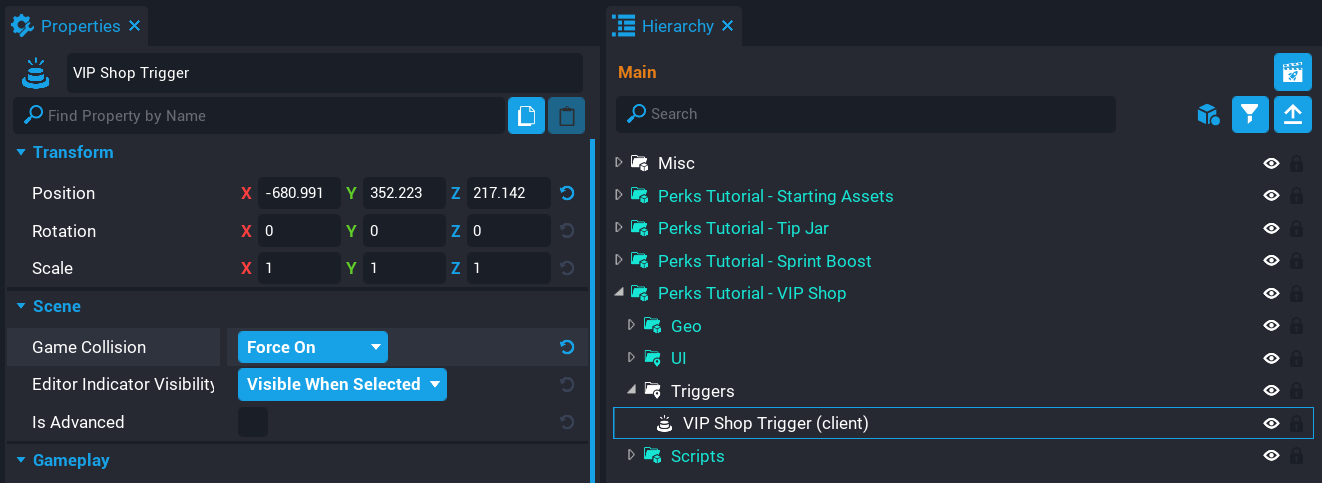 Properties
VIP Shop Trigger
Find Property by Name
Transform
Position X -680.991 Y 352.223 Z 217.142
Rotation X 0 Y 0 Z 0
Scale X 1 Y 1 Z 1
Scene
Game Collision Force On
Editor Indicator Visibility Visible When Selected
Is Advanced
Gameplay
Hierarchy
Main
Search
Misc
Perks Tutorial - Starting Assets
Perks Tutorial - Tip Jar
Perks Tutorial - Sprint Boost
Perks Tutorial - VIP Shop
Geo
UI
Triggers
VIP Shop Trigger (client)
Scripts